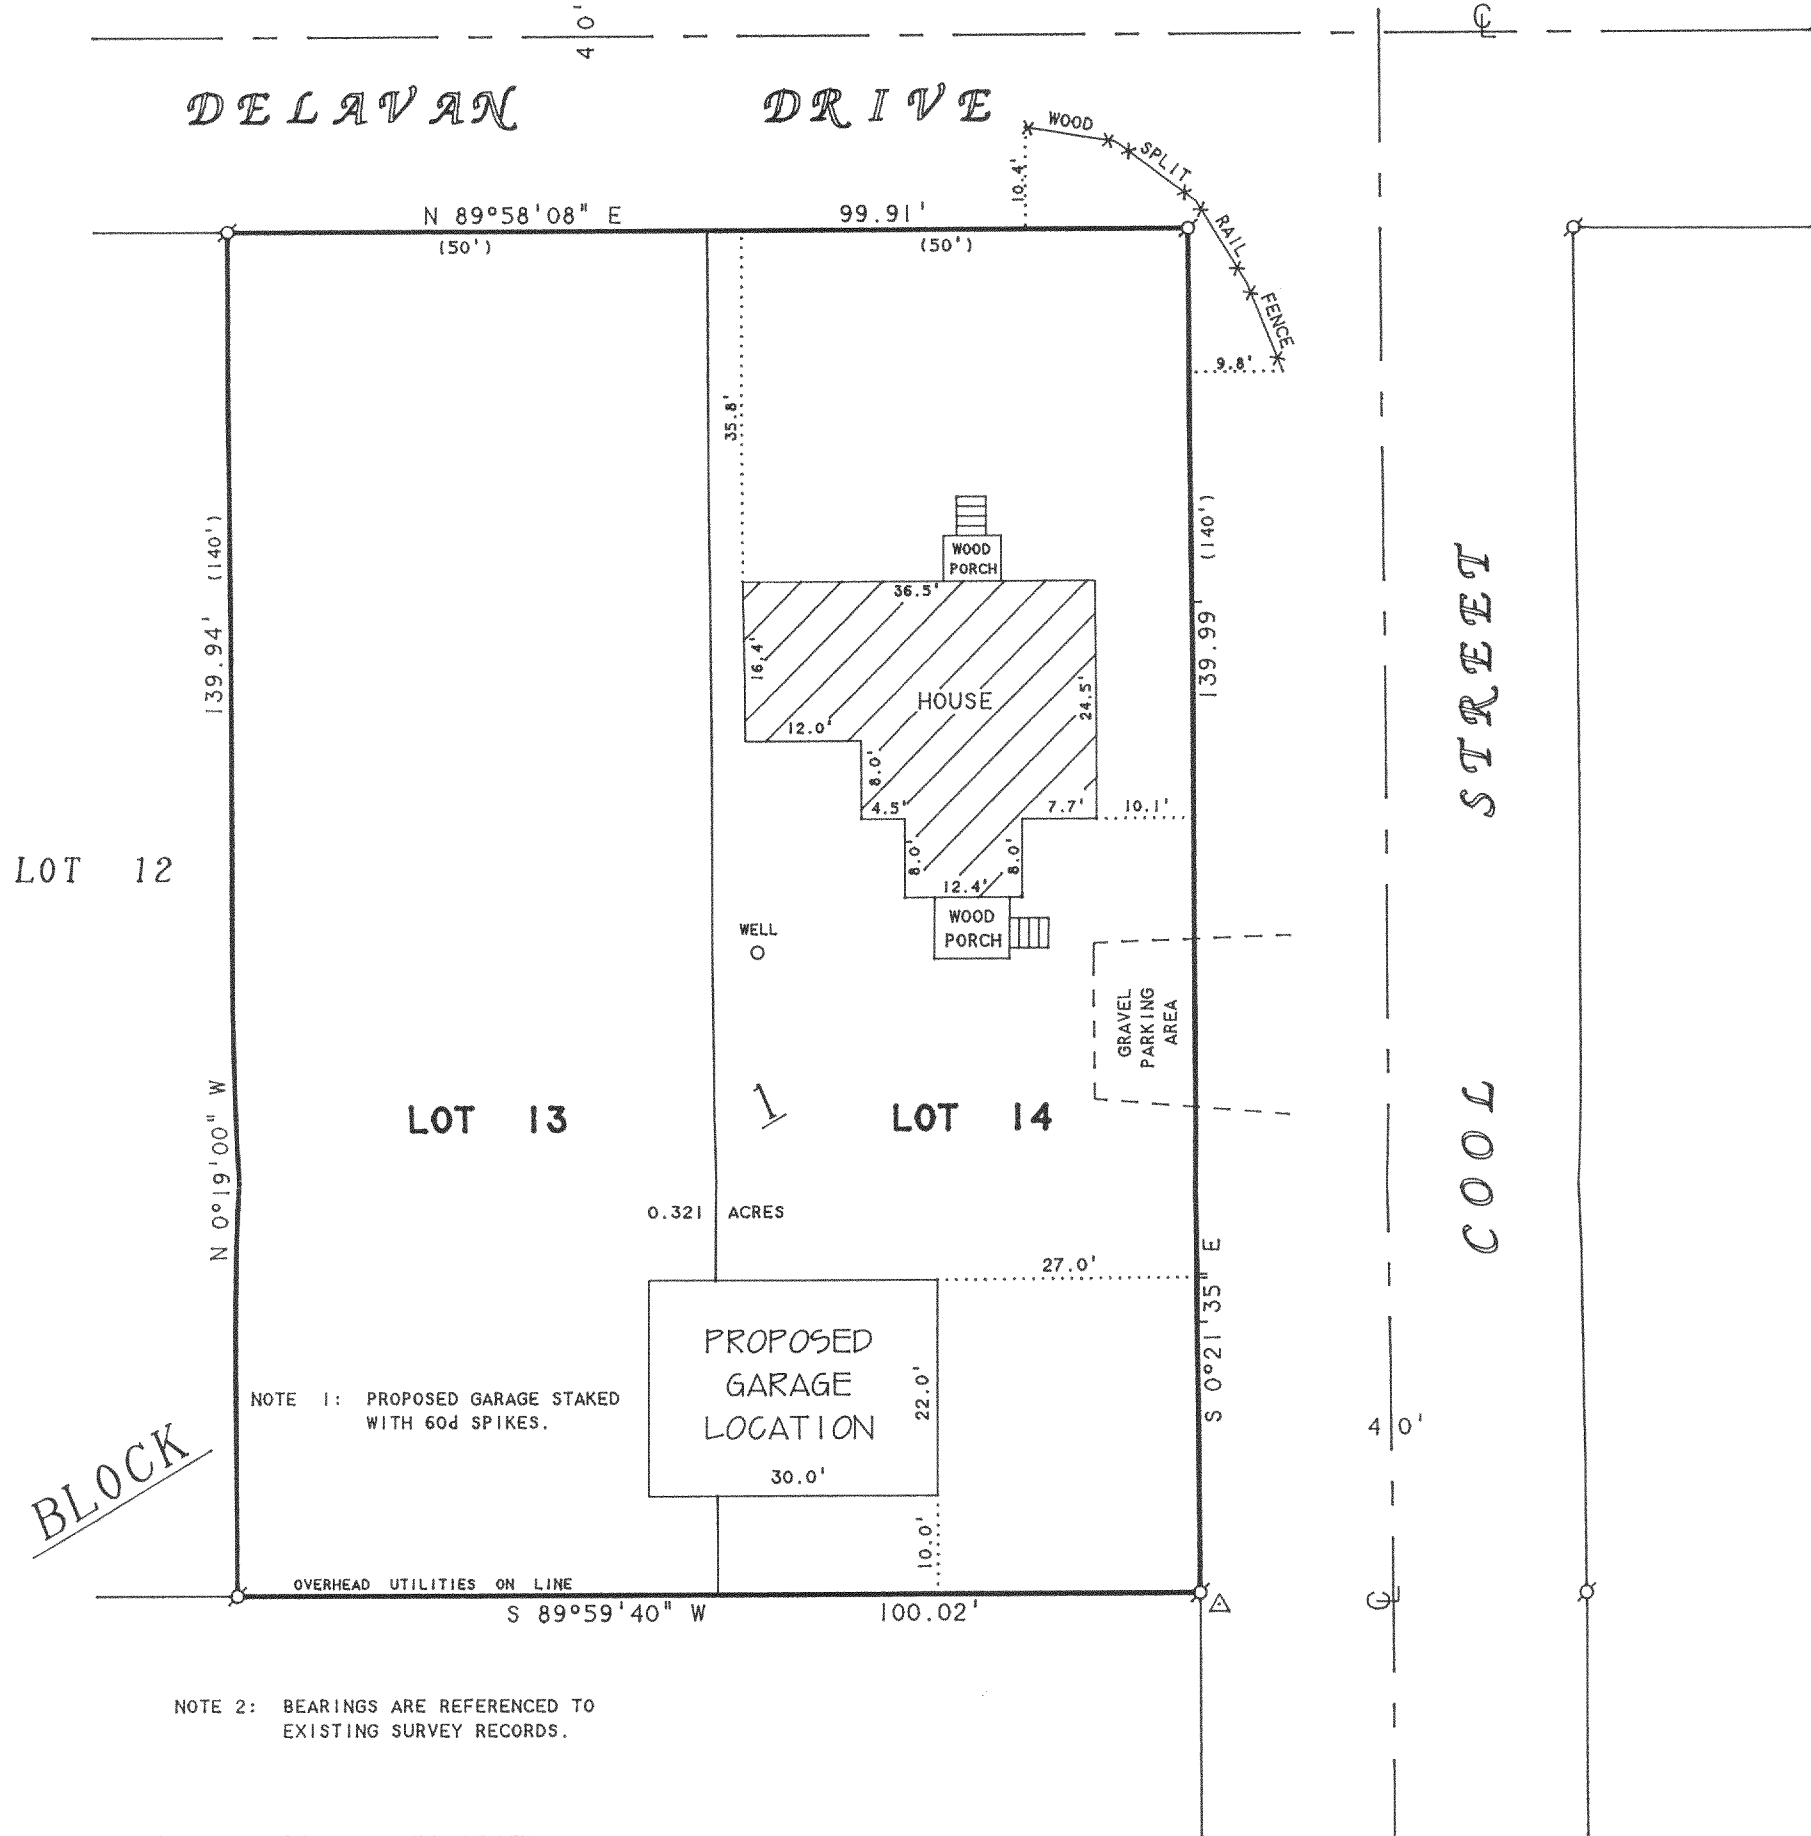 40'
℄
DELAVAN DRIVE
WOOD SPLIT RAIL FENCE
10.4'
N 89°58'08" E 99.91'
(50') (50')
9.8'
35.8'
139.94' (140')
139.99' (140')
WOOD
PORCH
36.5'
16.4'
HOUSE
24.5'
12.0'
8.0'
4.5'
7.7'
10.1'
8.0'
8.0'
12.4'
WOOD
PORCH
LOT 12
WELL
GRAVEL
PARKING
AREA
COOL STREET
N 0°19'00" W
LOT 13
1
LOT 14
0.321 ACRES
27.0'
S 0°21'35" E
PROPOSED
GARAGE
LOCATION
22.0'
30.0'
NOTE 1: PROPOSED GARAGE STAKED
WITH 60d SPIKES.
40'
BLOCK
10.0'
OVERHEAD UTILITIES ON LINE
S 89°59'40" W 100.02'
℄
NOTE 2: BEARINGS ARE REFERENCED TO
EXISTING SURVEY RECORDS.